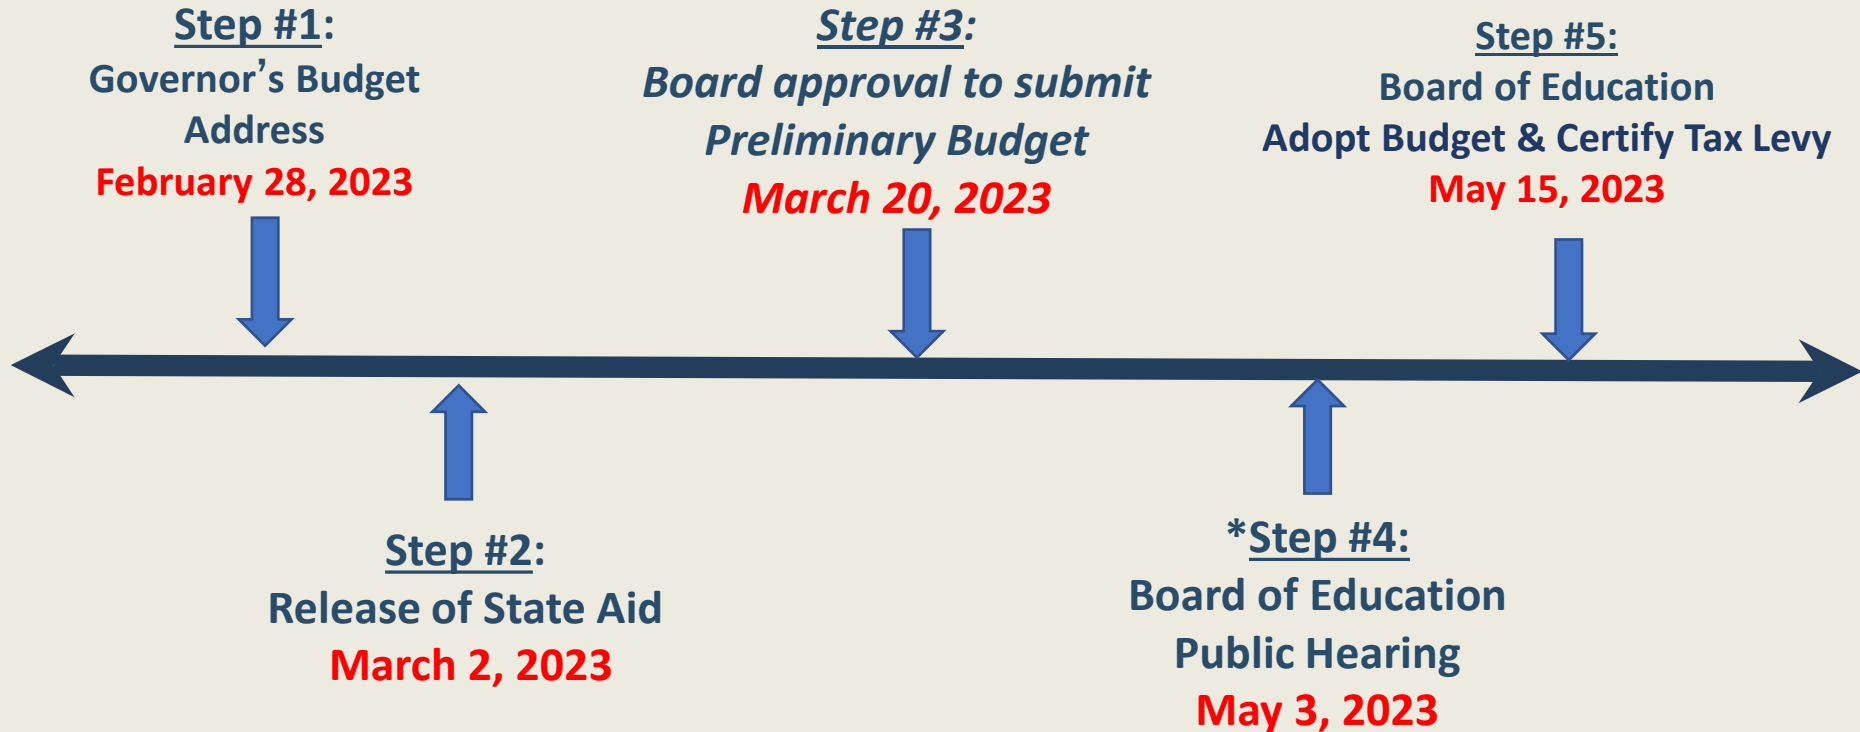 Step #1:
Governor’s Budget
Address
February 28, 2023
Step #2:
Release of State Aid
March 2, 2023
Step #3:
Board approval to submit
Preliminary Budget
March 20, 2023
*Step #4:
Board of Education
Public Hearing
May 3, 2023
Step #5:
Board of Education
Adopt Budget & Certify Tax Levy
May 15, 2023